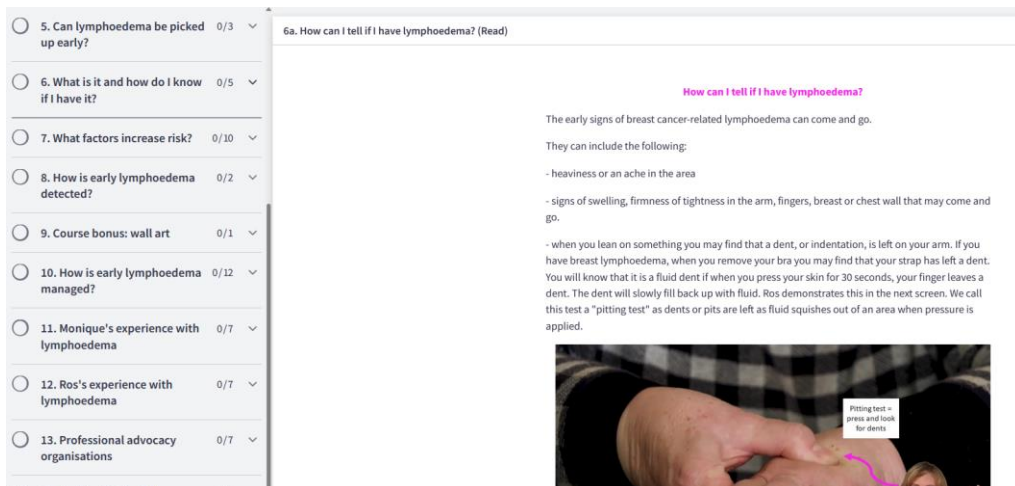 5. Can lymphoedema be picked
up early?
0/3
6. What is it and how do I know
if I have it?
0/5
7. What factors increase risk?
0/10
8. How is early lymphoedema
detected?
0/2
9. Course bonus: wall art
0/1
10. How is early lymphoedema
managed?
0/12
11. Monique's experience with
lymphoedema
0/7
12. Ros's experience with
lymphoedema
0/7
13. Professional advocacy
organisations
0/7
6a. How can I tell if I have lymphoedema? (Read)
How can I tell if I have lymphoedema?
The early signs of breast cancer-related lymphoedema can come and go.
They can include the following:
- heaviness or an ache in the area
- signs of swelling, firmness of tightness in the arm, fingers, breast or chest wall that may come and
go.
- when you lean on something you may find that a dent, or indentation, is left on your arm. If you
have breast lymphoedema, when you remove your bra you may find that your strap has left a dent.
You will know that it is a fluid dent if when you press your skin for 30 seconds, your finger leaves a
dent. The dent will slowly fill back up with fluid. Ros demonstrates this in the next screen. We call
this test a "pitting test" as dents or pits are left as fluid squishes out of an area when pressure is
applied.
Pitting test =
press and look
for dents